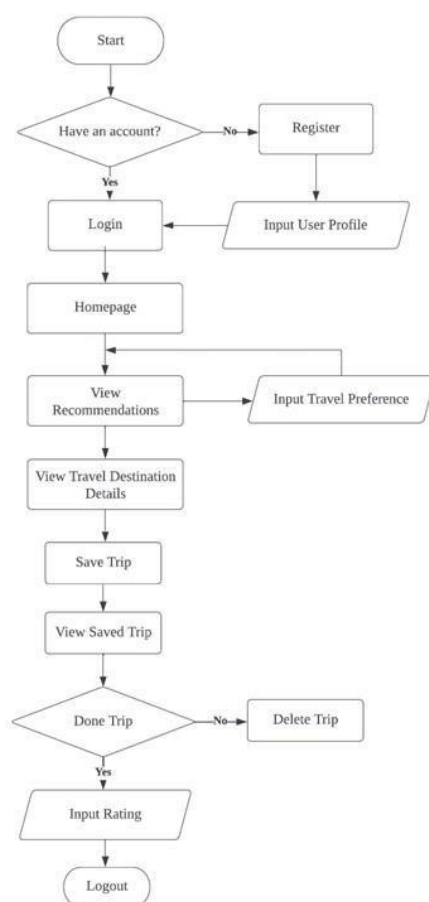 Start
Have an account?
No
Register
Yes
Login
Input User Profile
Homepage
View
Recommendations
Input Travel Preference
View Travel Destination
Details
Save Trip
View Saved Trip
Done Trip
No
Delete Trip
Yes
Input Rating
Logout